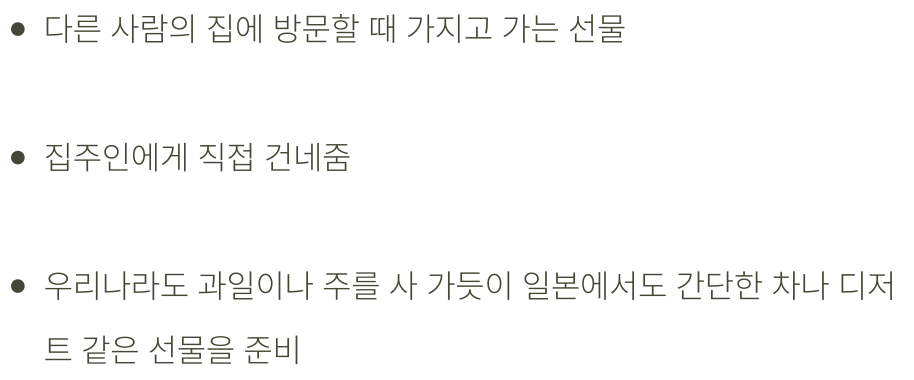 ● 다른 사람의 집에 방문할 때 가지고 가는 선물
● 집주인에게 직접 건네줌
● 우리나라도 과일이나 주를 사 가듯이 일본에서도 간단한 차나 디저
트 같은 선물을 준비